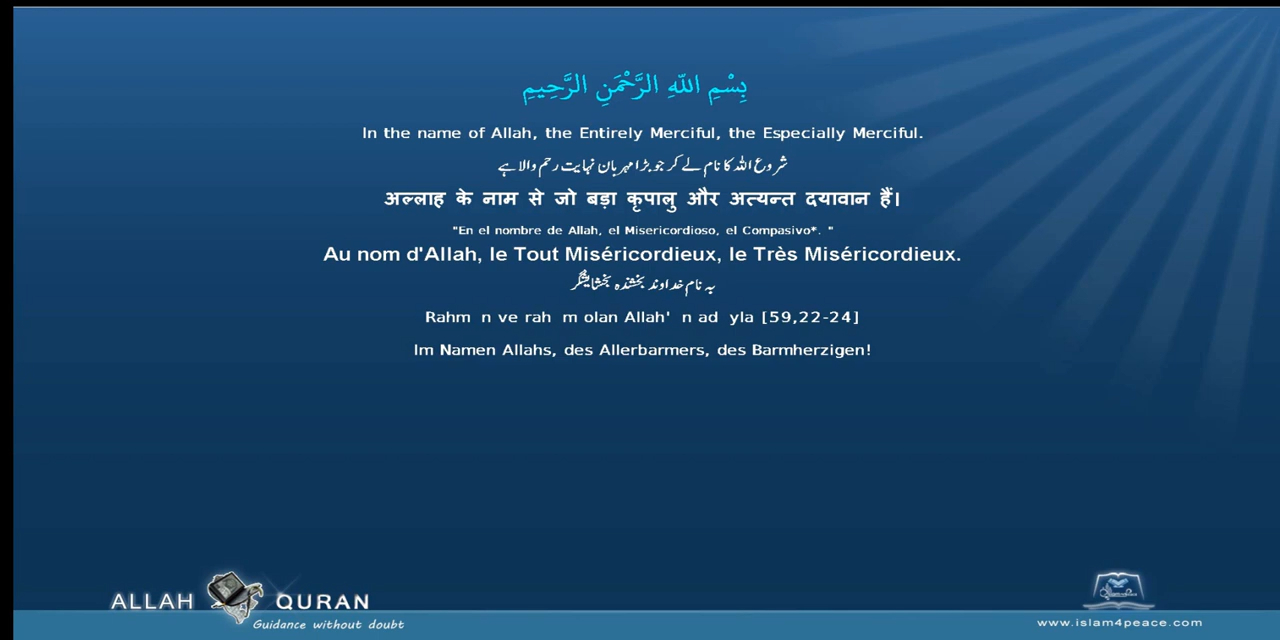 بِسْمِ اللّهِ الرَّحْمَنِ الرَّحِيمِ
In the name of Allah, the Entirely Merciful, the Especially Merciful.
شروع اللہ کا نام لے کر جو بڑا مہربان نہایت رحم والا ہے
अल्लाह के नाम से जो बड़ा कृपालु और अत्यन्त दयावान हैं।
"En el nombre de Allah, el Misericordioso, el Compasivo*. "
Au nom d'Allah, le Tout Miséricordieux, le Très Miséricordieux.
به نام خداوند بخشنده بخشایشگر
Rahm n ve rah m olan Allah' n ad yla [59,22-24]
Im Namen Allahs, des Allerbarmers, des Barmherzigen!
ALLAH QURAN
Guidance without doubt
www.islam4peace.com